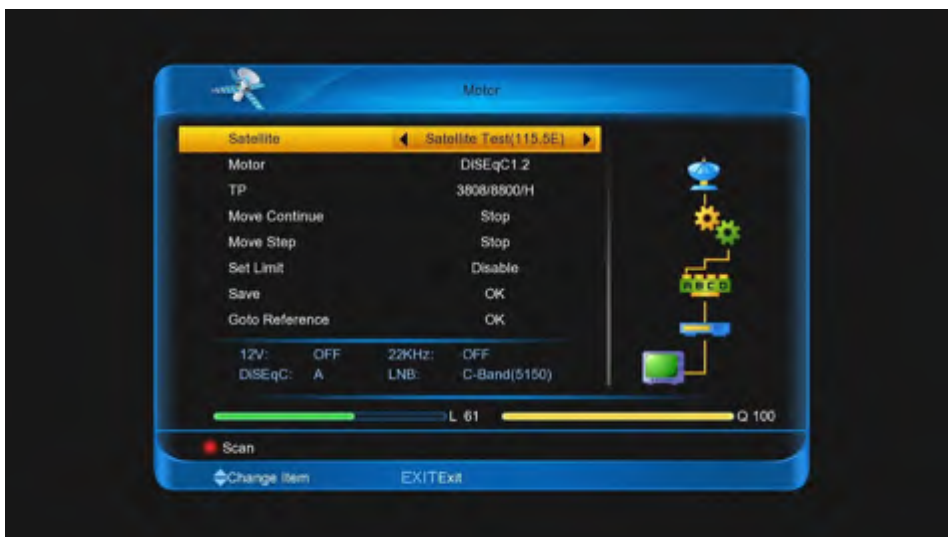 Motor
Satellite Satellite Test(115.5E)
Motor DiSEqC1.2
TP 3808/8800/H
Move Continue Stop
Move Step Stop
Set Limit Disable
Save OK
Goto Reference OK
12V: OFF 22KHz: OFF
DiSEqC: A LNB: C-Band(5150)
L 61 Q 100
Scan
Change Item EXITExit
A B C D